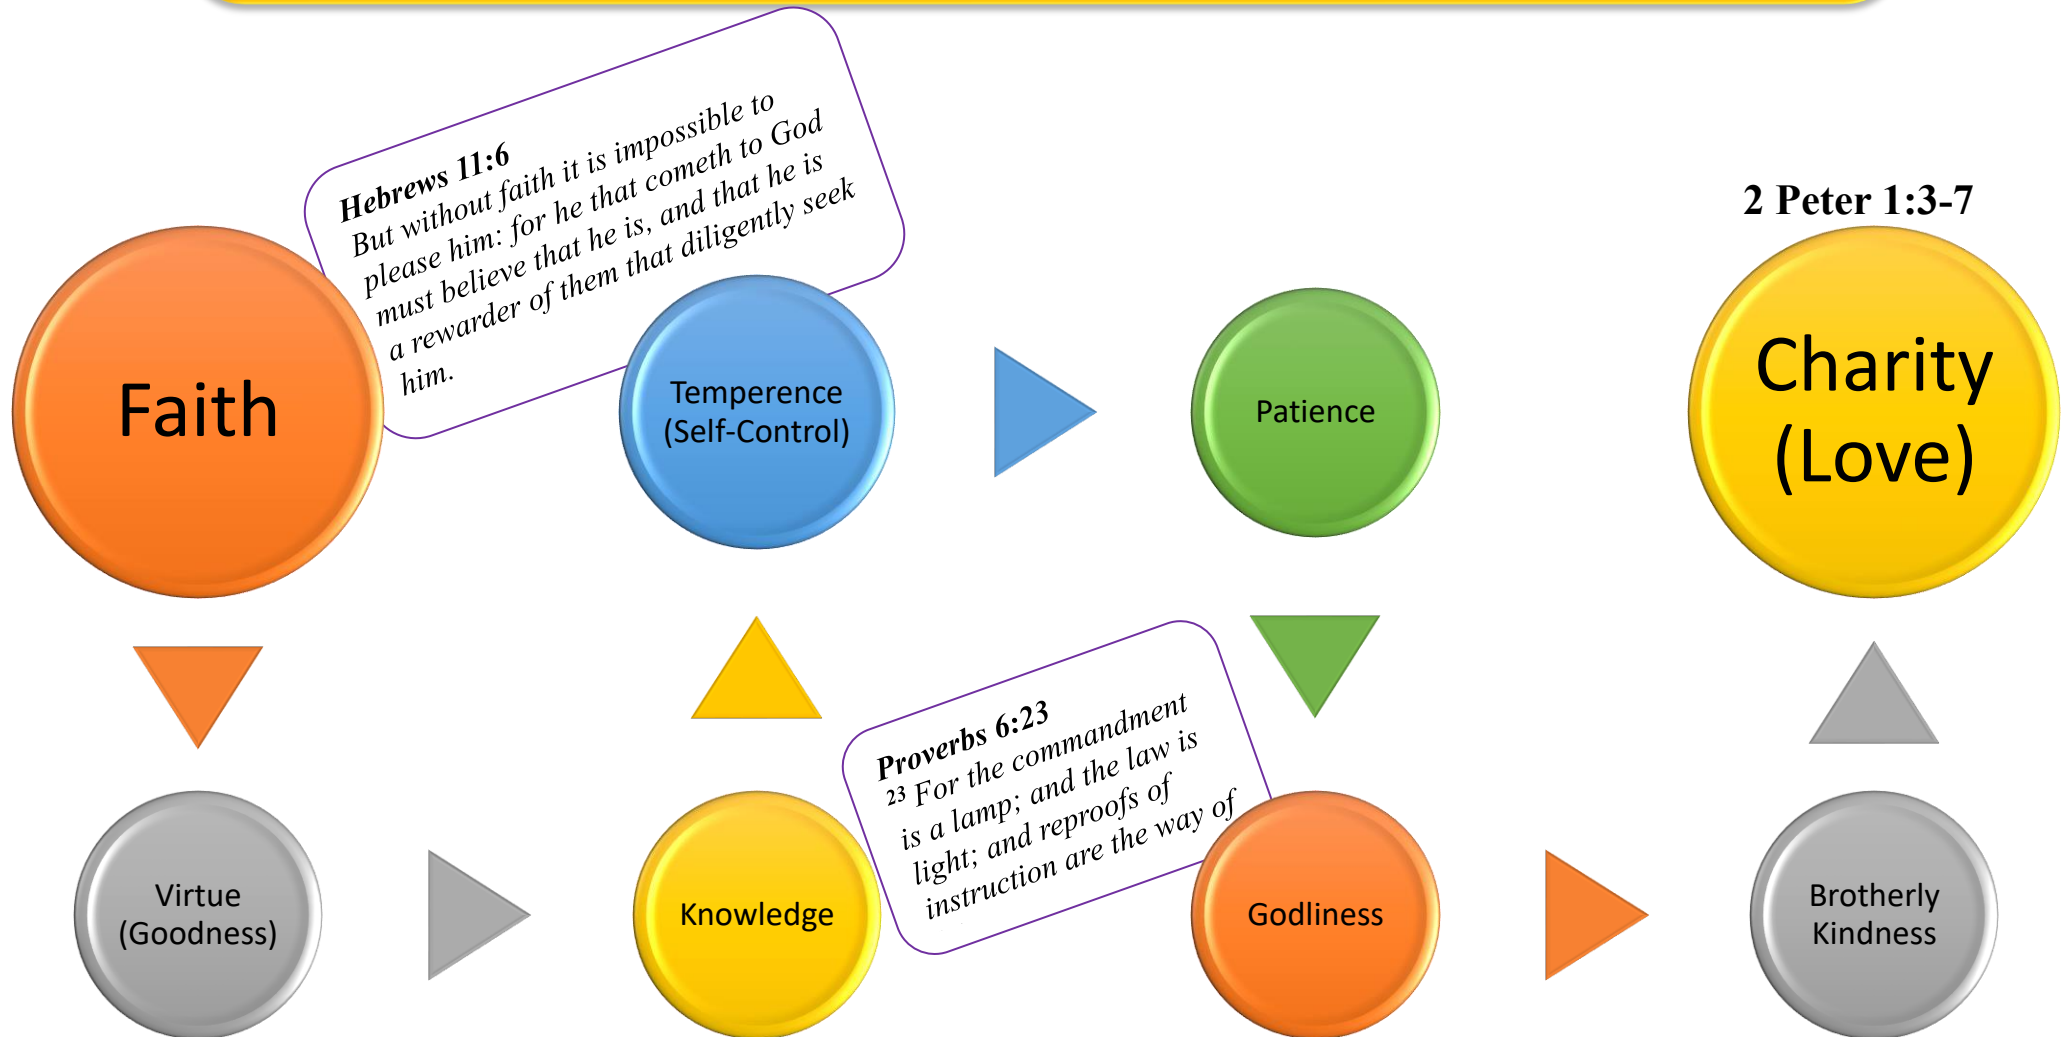 Hebrews 11:6
But without faith it is impossible to
please him: for he that cometh to God
must believe that he is, and that he is
a rewarder of them that diligently seek
him.
2 Peter 1:3-7
Faith
Temperence
(Self-Control)
Patience
Charity
(Love)
Proverbs 6:23
23 For the commandment
is a lamp; and the law is
light; and reproofs of
instruction are the way of
Virtue
(Goodness)
Knowledge
Godliness
Brotherly
Kindness